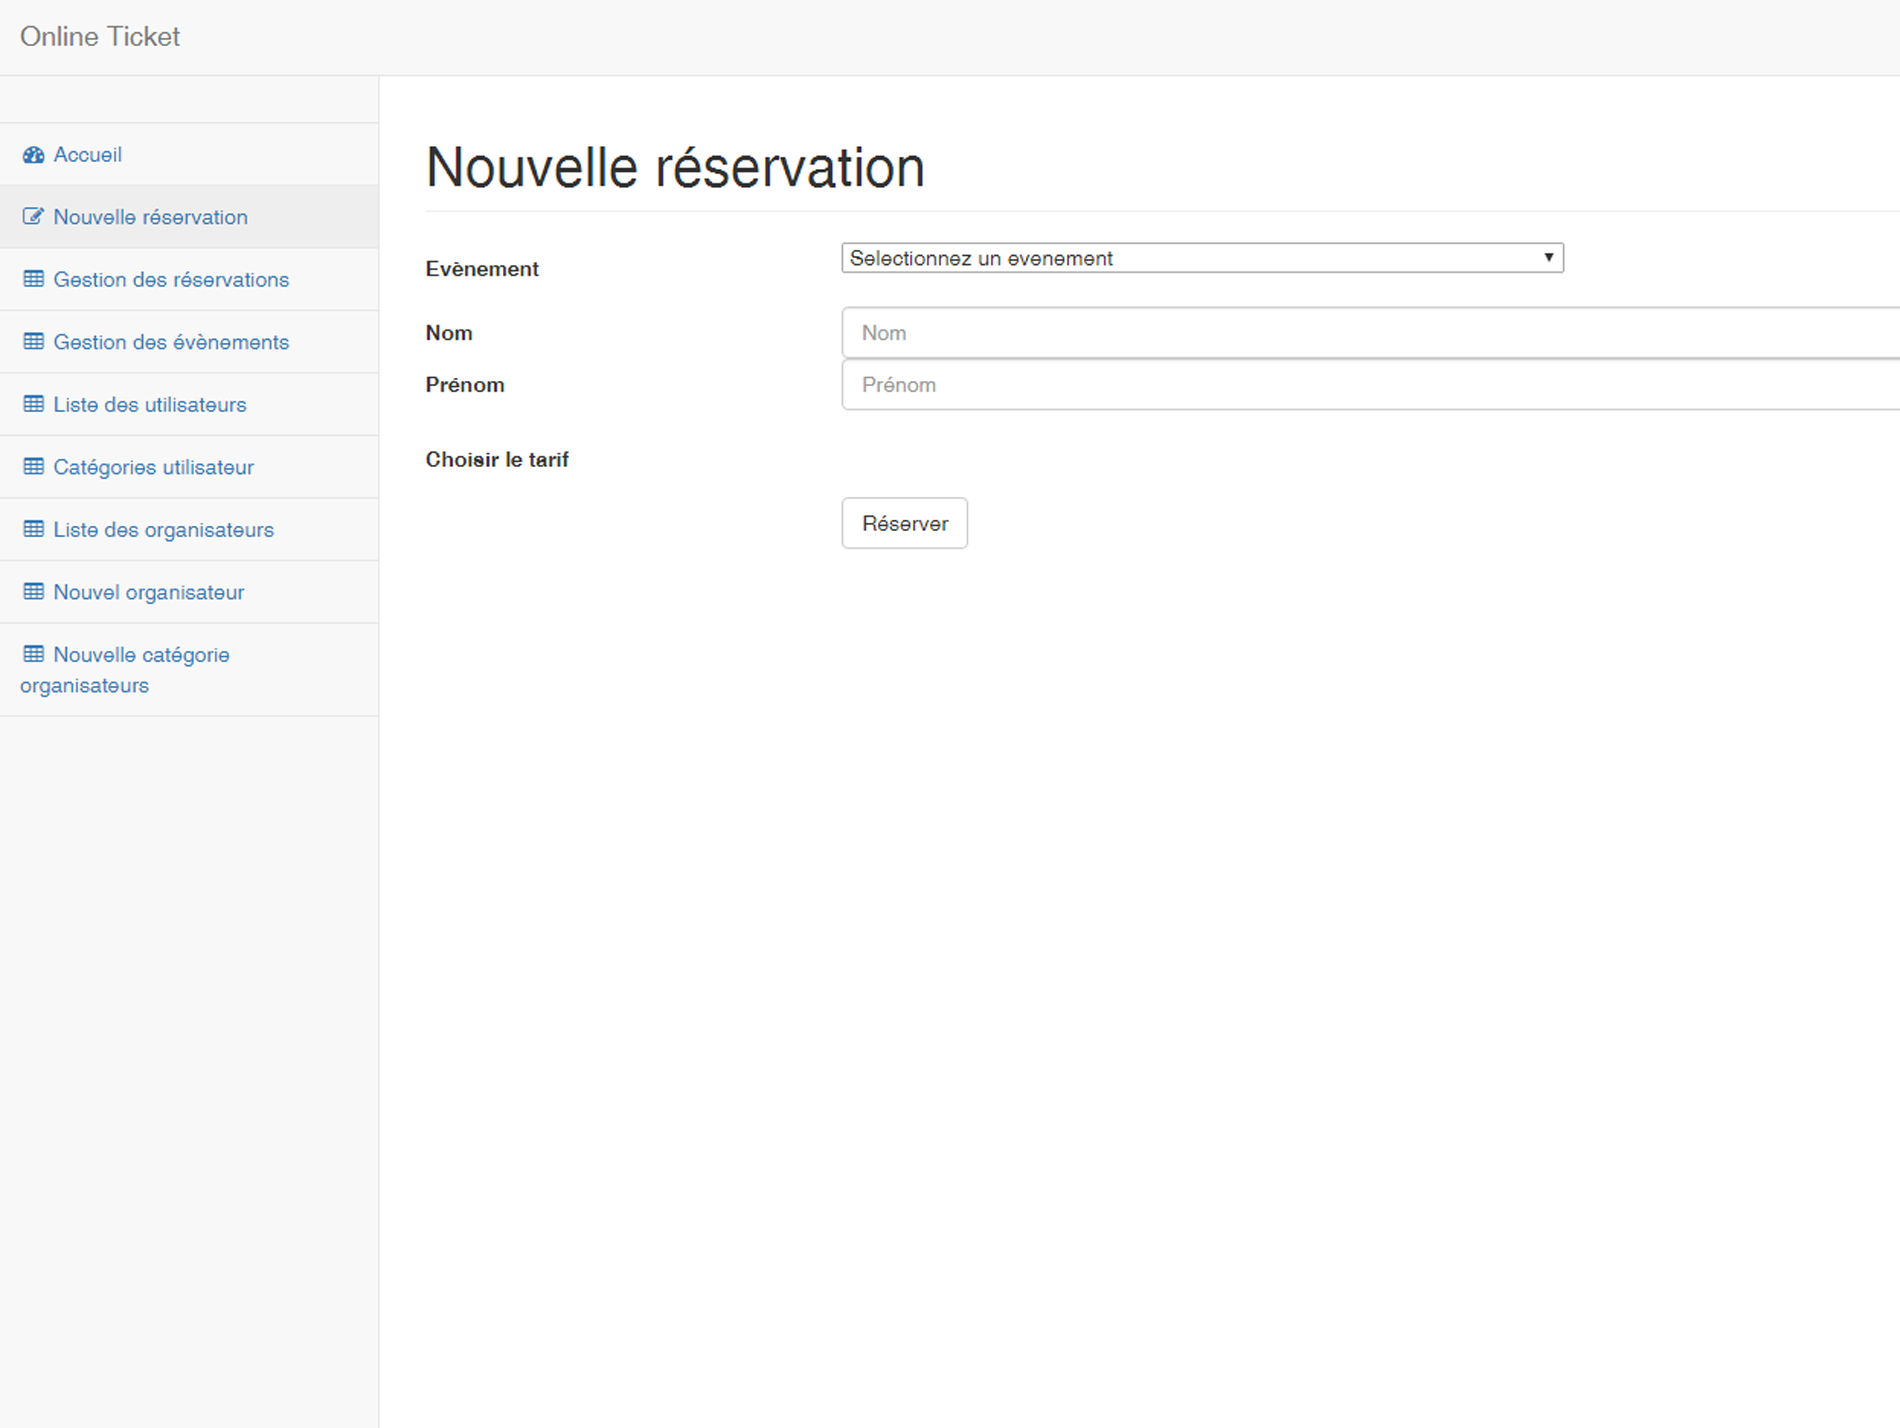 Online Ticket
Accueil
Nouvelle réservation
Gestion des réservations
Gestion des évènements
Liste des utilisateurs
Catégories utilisateur
Liste des organisateurs
Nouvel organisateur
Nouvelle catégorie
organisateurs
Nouvelle réservation
Evènement
Selectionnez un evenement
Nom
Nom
Prénom
Prénom
Choisir le tarif
Réserver